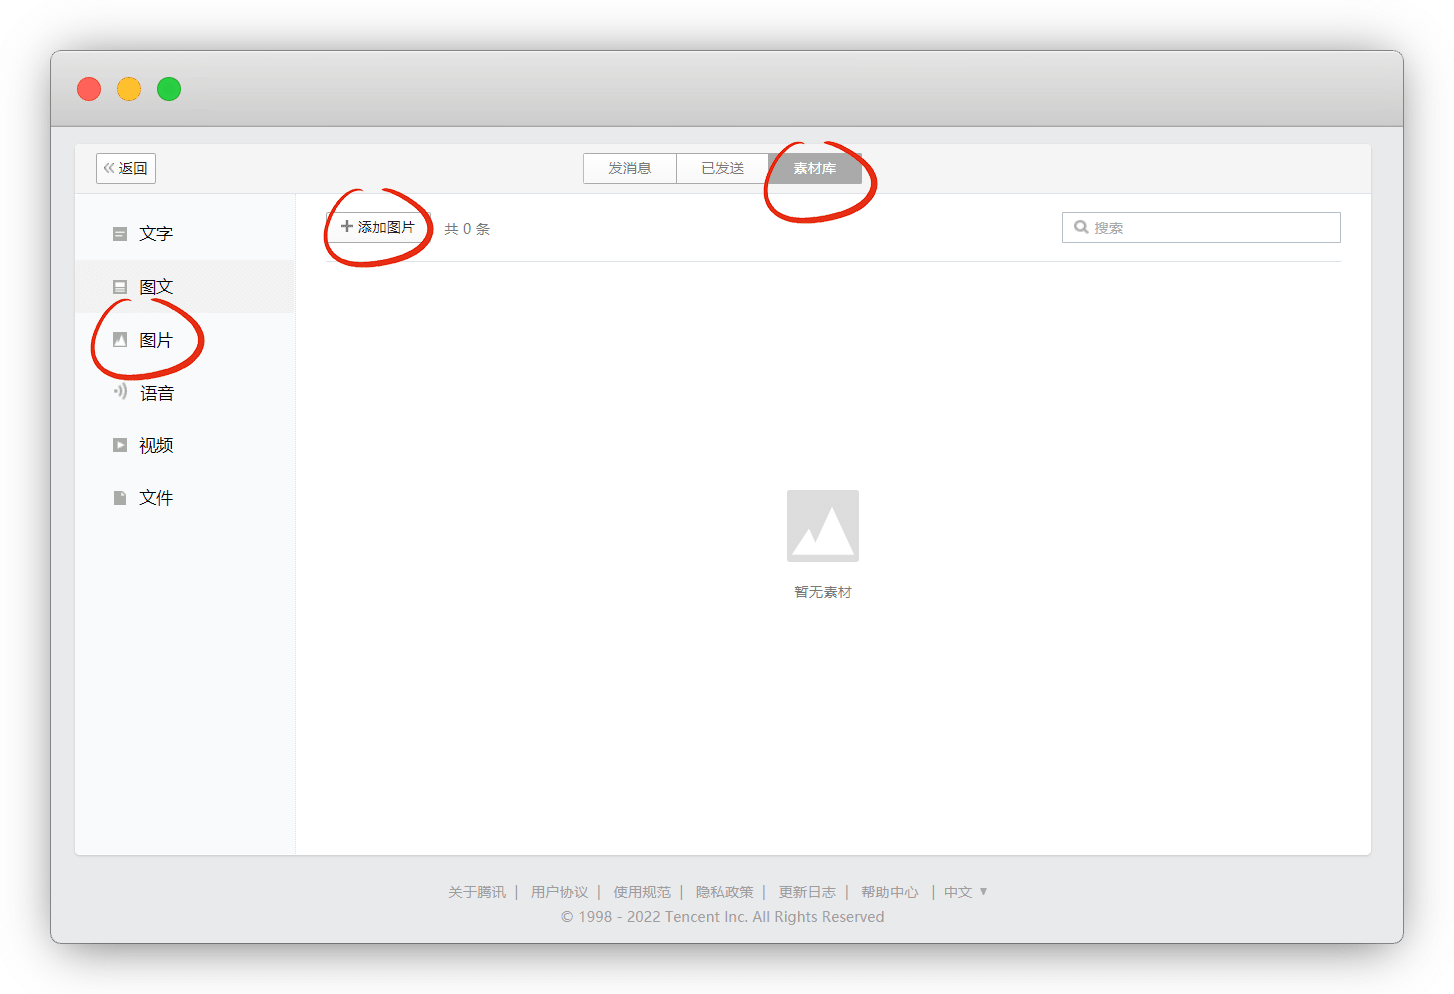 返回
发消息 已发送 素材库
文字
图文
图片
语音
视频
文件
添加图片 共 0 条 搜索
暂无素材
关于腾讯 | 用户协议 | 使用规范 | 隐私政策 | 更新日志 | 帮助中心 | 中文 ▼
© 1998 - 2022 Tencent Inc. All Rights Reserved